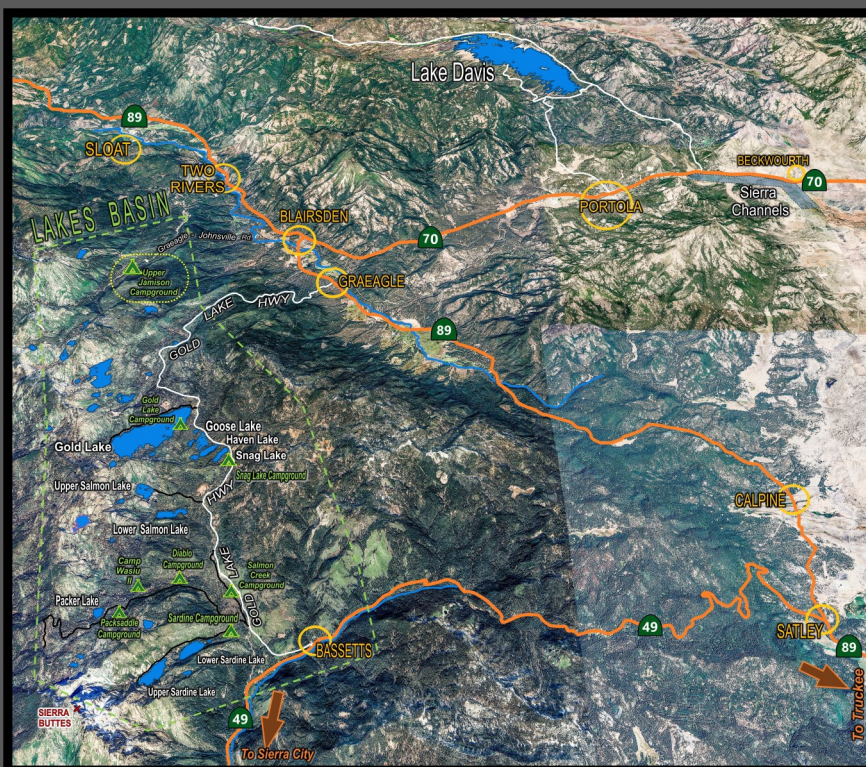 Lake Davis
89
SLOAT
TWO
RIVERS
BECKWOURTH
70
Sierra
Channels
PORTOLA
LAKES BASIN
BLAIRSDEN
Graeagle - Johnsville Rd
70
Upper
Jamison
Campground
GRAEAGLE
GOLD LAKE HWY
89
Gold
Lake
Campground
Goose Lake
Haven Lake
Gold Lake
Snag Lake
Snag Lake Campground
Upper Salmon Lake
HWY
CALPINE
Lower Salmon Lake
Camp
Wasiu
II
Diablo
Campground
GOLD LAKE
Salmon
Creek
Campground
Packer Lake
Packsaddle
Campground
Sardine Campground
49
SATLEY
BASSETTS
89
Lower Sardine Lake
Upper Sardine Lake
SIERRA
BUTTES
49
To Sierra City
To Truckee